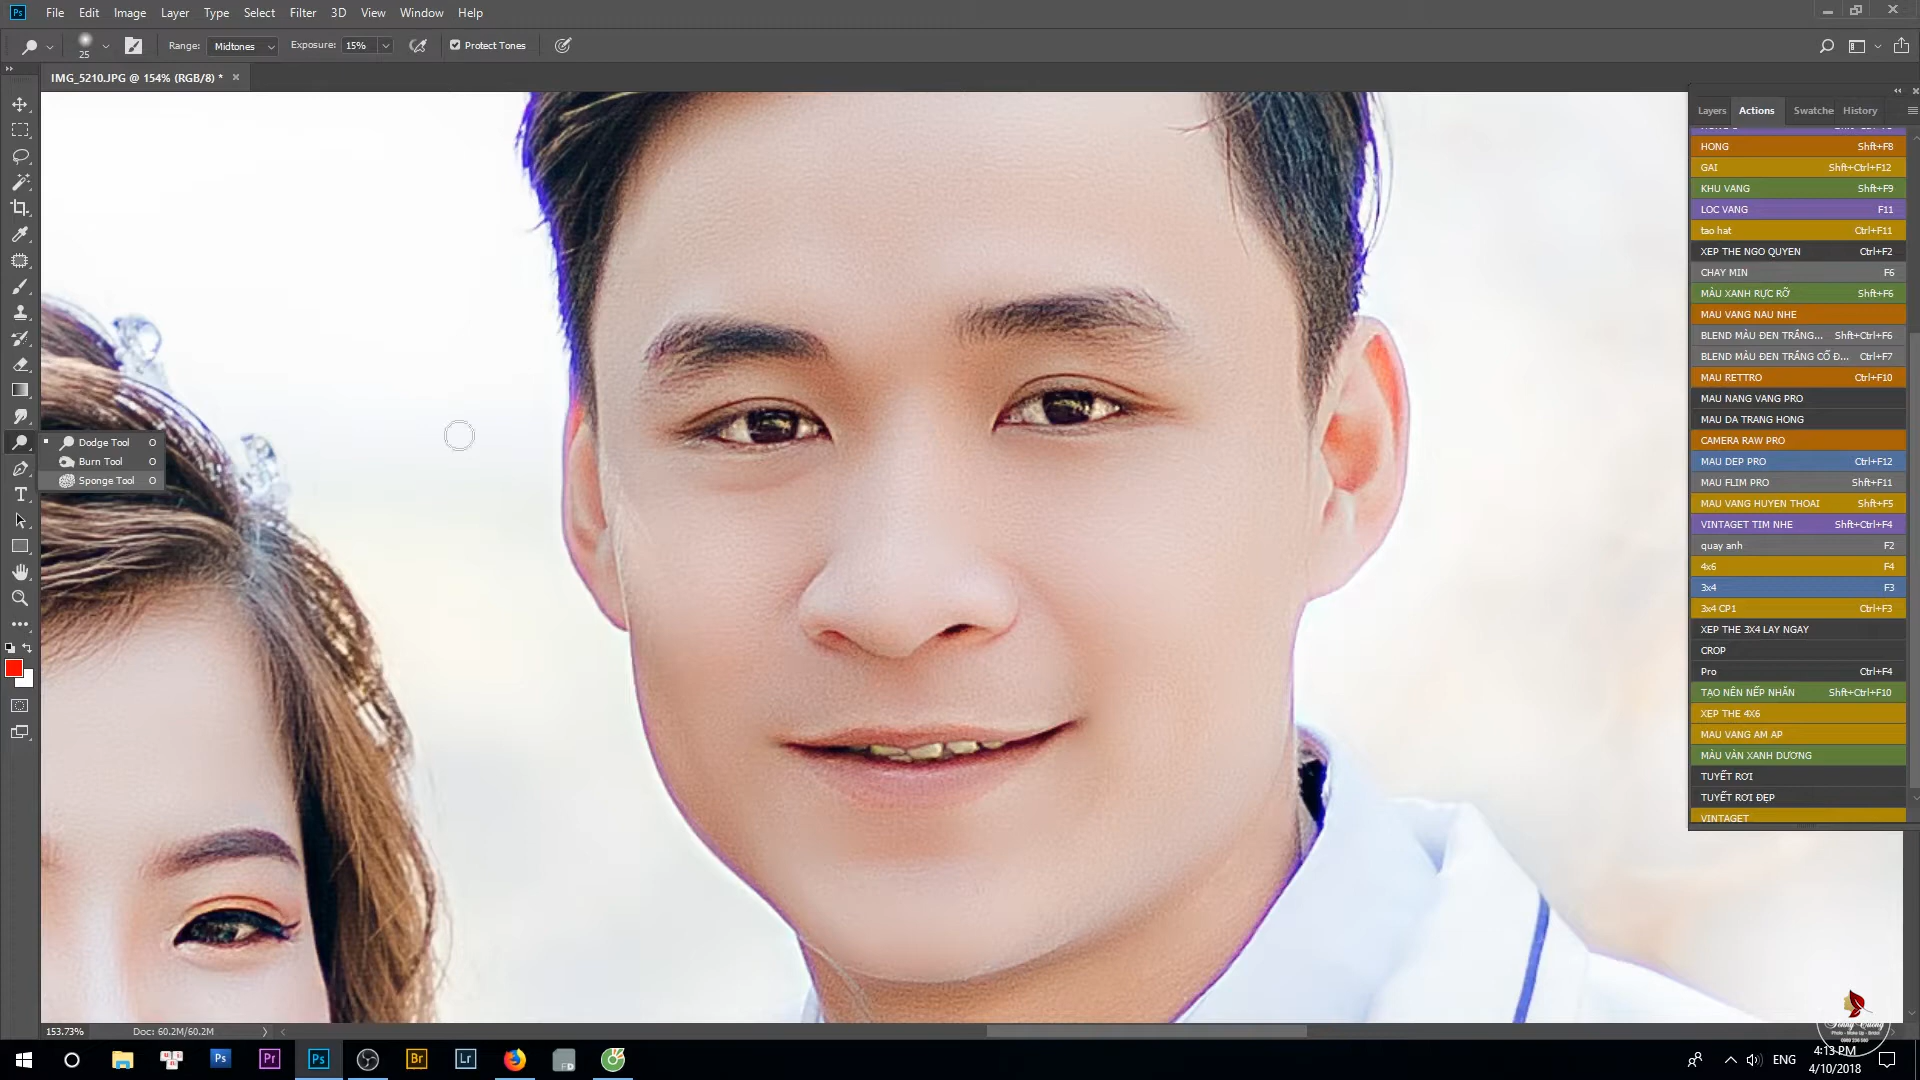 Ps File Edit Image Layer Type Select Filter 3D View Window Help
25 Range: Midtones Exposure: 15% Protect Tones
IMG_5210.JPG @ 154% (RGB/8) * ×
Layers Actions Swatche History
HONG Shft+F8
GAI Shft+Ctrl+F12
KHU VANG Shft+F9
LOC VANG F11
tao hat Ctrl+F11
XEP THE NGO QUYEN Ctrl+F2
CHAY MIN F6
MÀU XANH RỰC RỠ Shft+F6
MAU VANG NAU NHE
BLEND MÀU ĐEN TRẮNG... Shft+Ctrl+F6
BLEND MÀU ĐEN TRẮNG CỔ Đ... Ctrl+F7
MAU RETTRO Ctrl+F10
MAU NANG VANG PRO
MAU DA TRANG HONG
CAMERA RAW PRO
MAU DEP PRO Ctrl+F12
MAU FLIM PRO Shft+F11
MAU VANG HUYEN THOAI Shft+F5
VINTAGET TIM NHE Shft+Ctrl+F4
quay anh F2
4x6 F4
3x4 F3
3x4 CP1 Ctrl+F3
XEP THE 3X4 LAY NGAY
CROP
Pro Ctrl+F4
TẠO NÊN NẾP NHĂN Shft+Ctrl+F10
XEP THE 4X6
MAU VANG AM AP
MÀU VÂN XANH DƯƠNG
TUYẾT RƠI
TUYẾT RƠI ĐẸP
VINTAGET
Dodge Tool O
Burn Tool O
Sponge Tool O
T
153.73% Doc: 60.2M/60.2M
Ps Pr Ps Br Lr FD
ENG
4:13 PM
4/10/2018